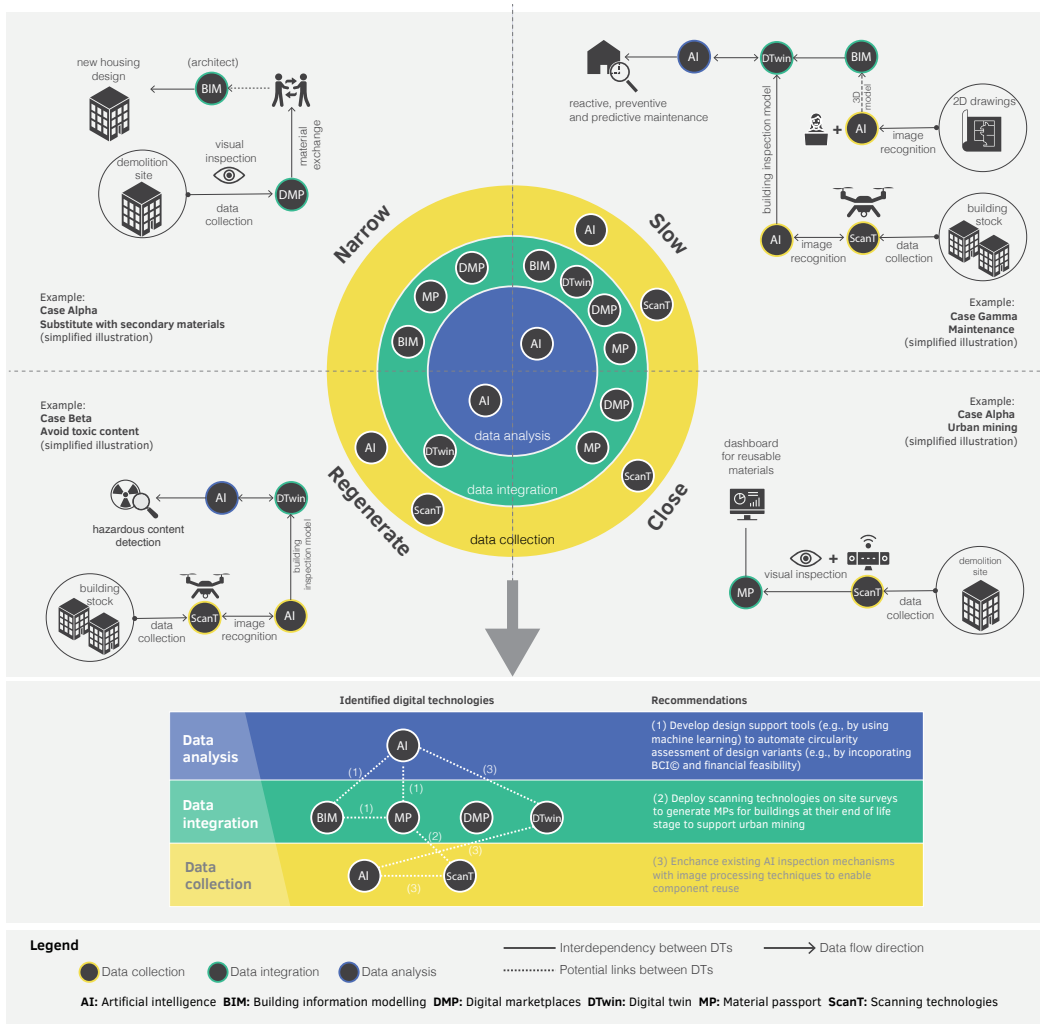 new housing
design
(architect)
BIM
material
exchange
visual
inspection
demolition
site
data
collection
DMP
Example:
Case Alpha
Substitute with secondary materials
(simplified illustration)
AI
DTwin
BIM
reactive, preventive
and predictive maintenance
3D
model
2D drawings
AI
image
recognition
building inspection model
building
stock
AI
image
recognition
ScanT
data
collection
Example:
Case Gamma
Maintenance
(simplified illustration)
Narrow
Slow
AI
DMP
BIM
DTwin
MP
DMP
ScanT
BIM
AI
MP
AI
DMP
data analysis
AI
DTwin
MP
ScanT
data integration
ScanT
data collection
Regenerate
Close
Example:
Case Beta
Avoid toxic content
(simplified illustration)
AI
DTwin
hazardous content
detection
building
inspection model
building
stock
data
collection
ScanT
image
recognition
AI
Example:
Case Alpha
Urban mining
(simplified illustration)
dashboard
for reusable
materials
visual inspection
MP
ScanT
data
collection
demolition
site
Identified digital technologies
Recommendations
Data
analysis
AI
(1)
(1)
(3)
(1) Develop design support tools (e.g., by using
machine learning) to automate circularity
assessment of design variants (e.g., by incoporating
BCI© and financial feasibility)
Data
integration
BIM
(1)
MP
DMP
DTwin
(2)
(3)
(2) Deploy scanning technologies on site surveys
to generate MPs for buildings at their end of life
stage to support urban mining
Data
collection
AI
(3)
ScanT
(3) Enchance existing AI inspection mechanisms
with image processing techniques to enable
component reuse
Legend
Data collection
Data integration
Data analysis
Interdependency between DTs
Data flow direction
Potential links between DTs
AI: Artificial intelligence BIM: Building information modelling DMP: Digital marketplaces DTwin: Digital twin MP: Material passport ScanT: Scanning technologies